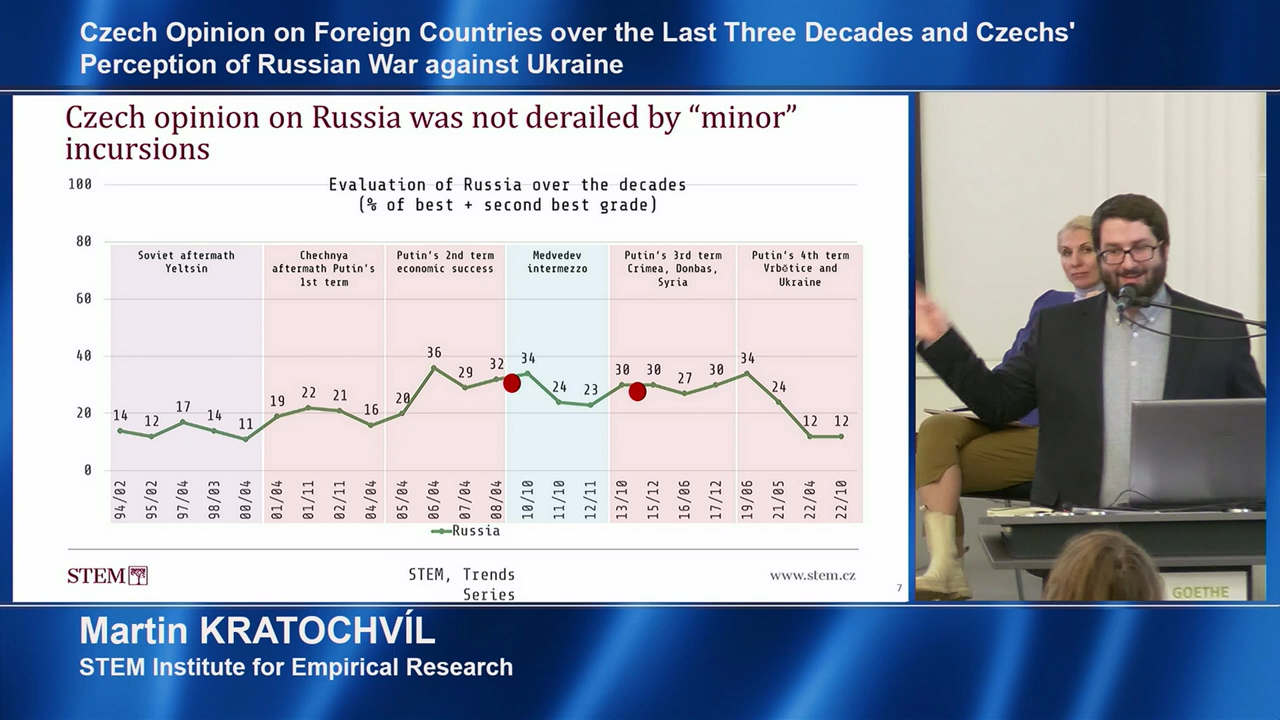 Czech Opinion on Foreign Countries over the Last Three Decades and Czechs'
Perception of Russian War against Ukraine
Czech opinion on Russia was not derailed by “minor”
incursions
Evaluation of Russia over the decades
(% of best + second best grade)
100
80
60
40
20
0
Soviet aftermath
Yeltsin
Chechnya
aftermath Putin's
1st term
Putin's 2nd term
economic success
Medvedev
intermezzo
Putin's 3rd term
Crimea, Donbas,
Syria
Putin's 4th term
Vrbětice and
Ukraine
14 12 17 14 11 19 22 21 16 20 36 29 32 34 24 23 30 30 27 30 34 24 12 12
94/02 95/02 97/04 98/03 00/04 01/04 01/11 02/11 04/04 05/04 06/04 07/04 08/04 10/10 11/10 12/11 13/10 15/12 16/06 17/12 19/06 21/05 22/04 22/10
Russia
STEM
STEM, Trends
Series
www.stem.cz
7
GOETHE
Martin KRATOCHVÍL
STEM Institute for Empirical Research